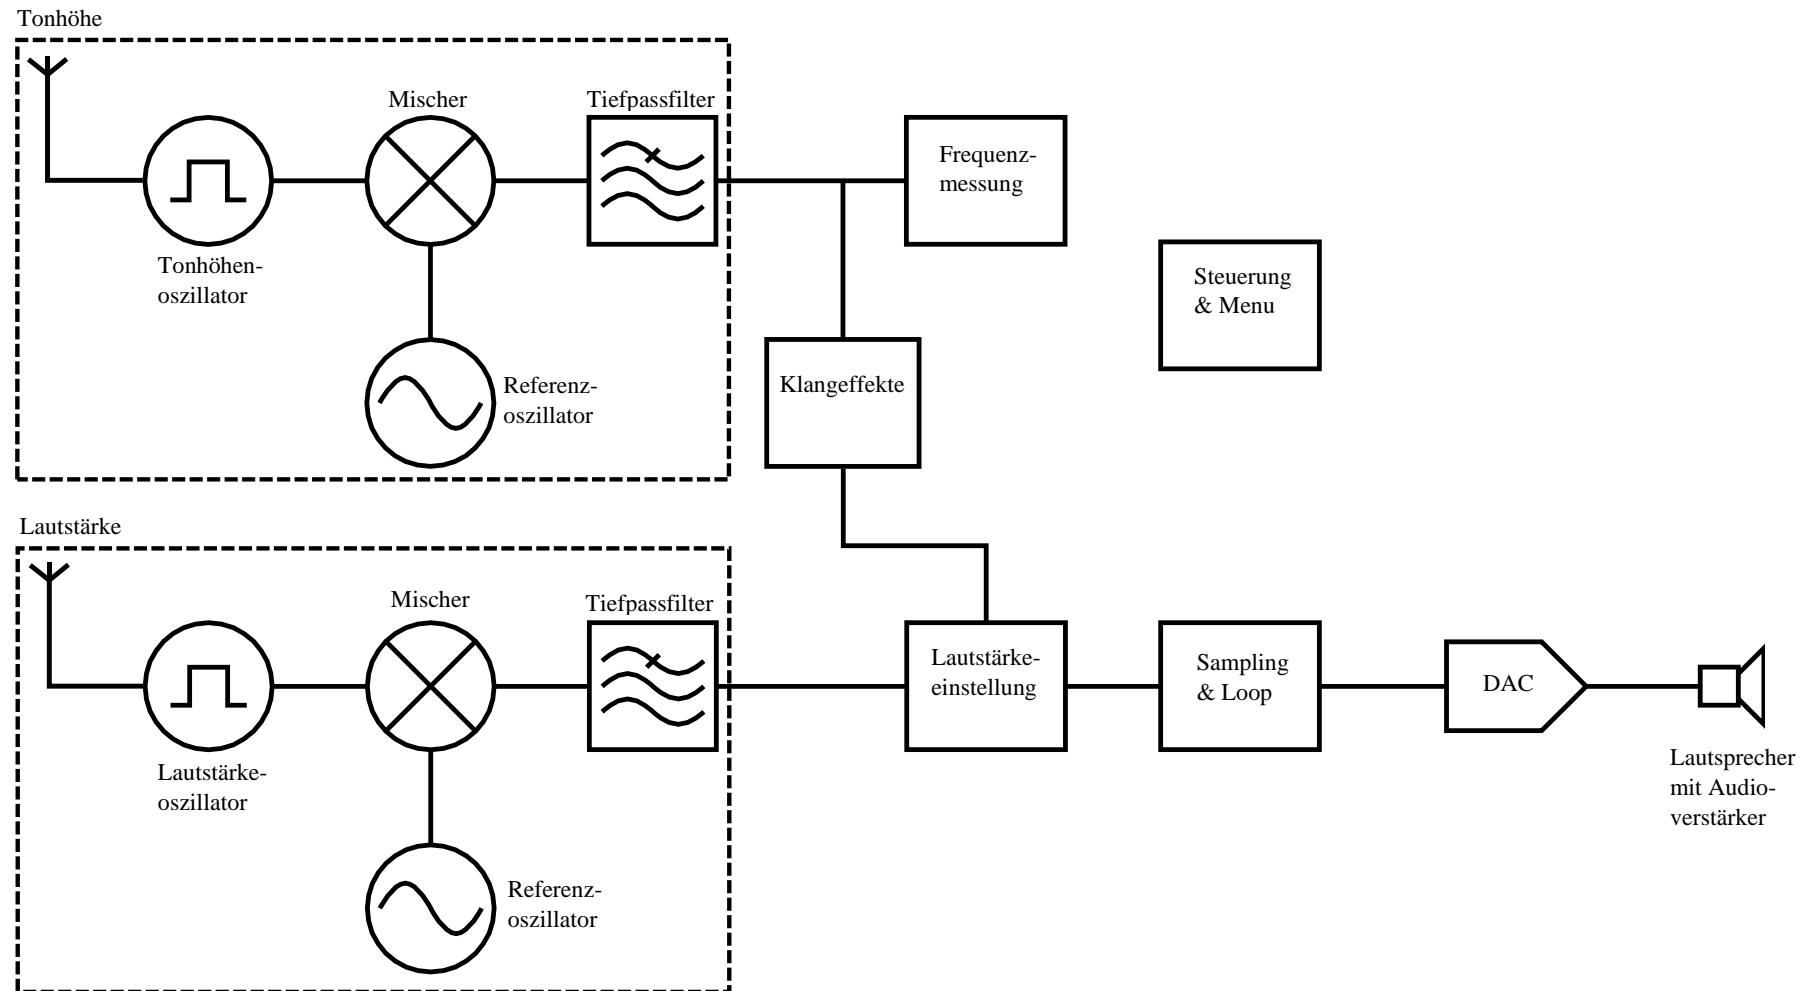 Tonhöhe
Mischer
Tiefpassfilter
Frequenz-
messung
Tonhöhen-
oszillator
Steuerung
& Menu
Referenz-
oszillator
Klangeffekte
Lautstärke
Mischer
Tiefpassfilter
Lautstärke-
einstellung
Sampling
& Loop
DAC
Lautstärke-
oszillator
Lautsprecher
mit Audio-
verstärker
Referenz-
oszillator